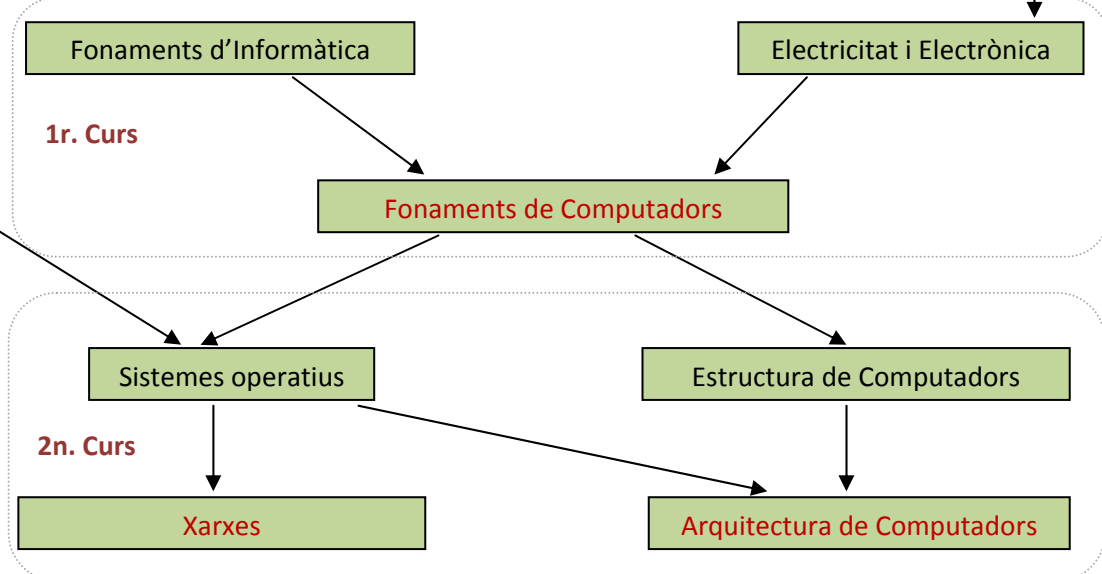 Fonaments d’Informàtica
Electricitat i Electrònica
1r. Curs
Fonaments de Computadors
Sistemes operatius
Estructura de Computadors
2n. Curs
Xarxes
Arquitectura de Computadors